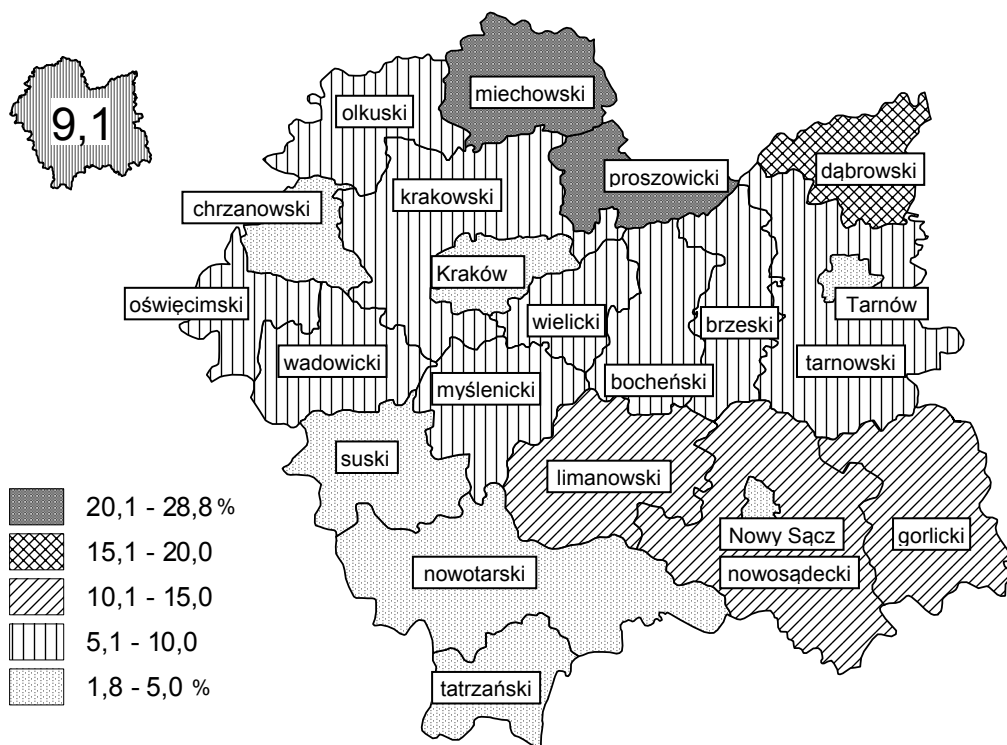 9,1
miechowski
olkuski
proszowicki
dąbrowski
krakowski
chrzanowski
Kraków
oświęcimski
Tarnów
wielicki
brzeski
wadowicki
tarnowski
myślenicki
bocheński
suski
limanowski
20,1 - 28,8 %
15,1 - 20,0
10,1 - 15,0
5,1 - 10,0
1,8 - 5,0 %
Nowy Sącz
gorlicki
nowotarski
nowosądecki
tatrzański